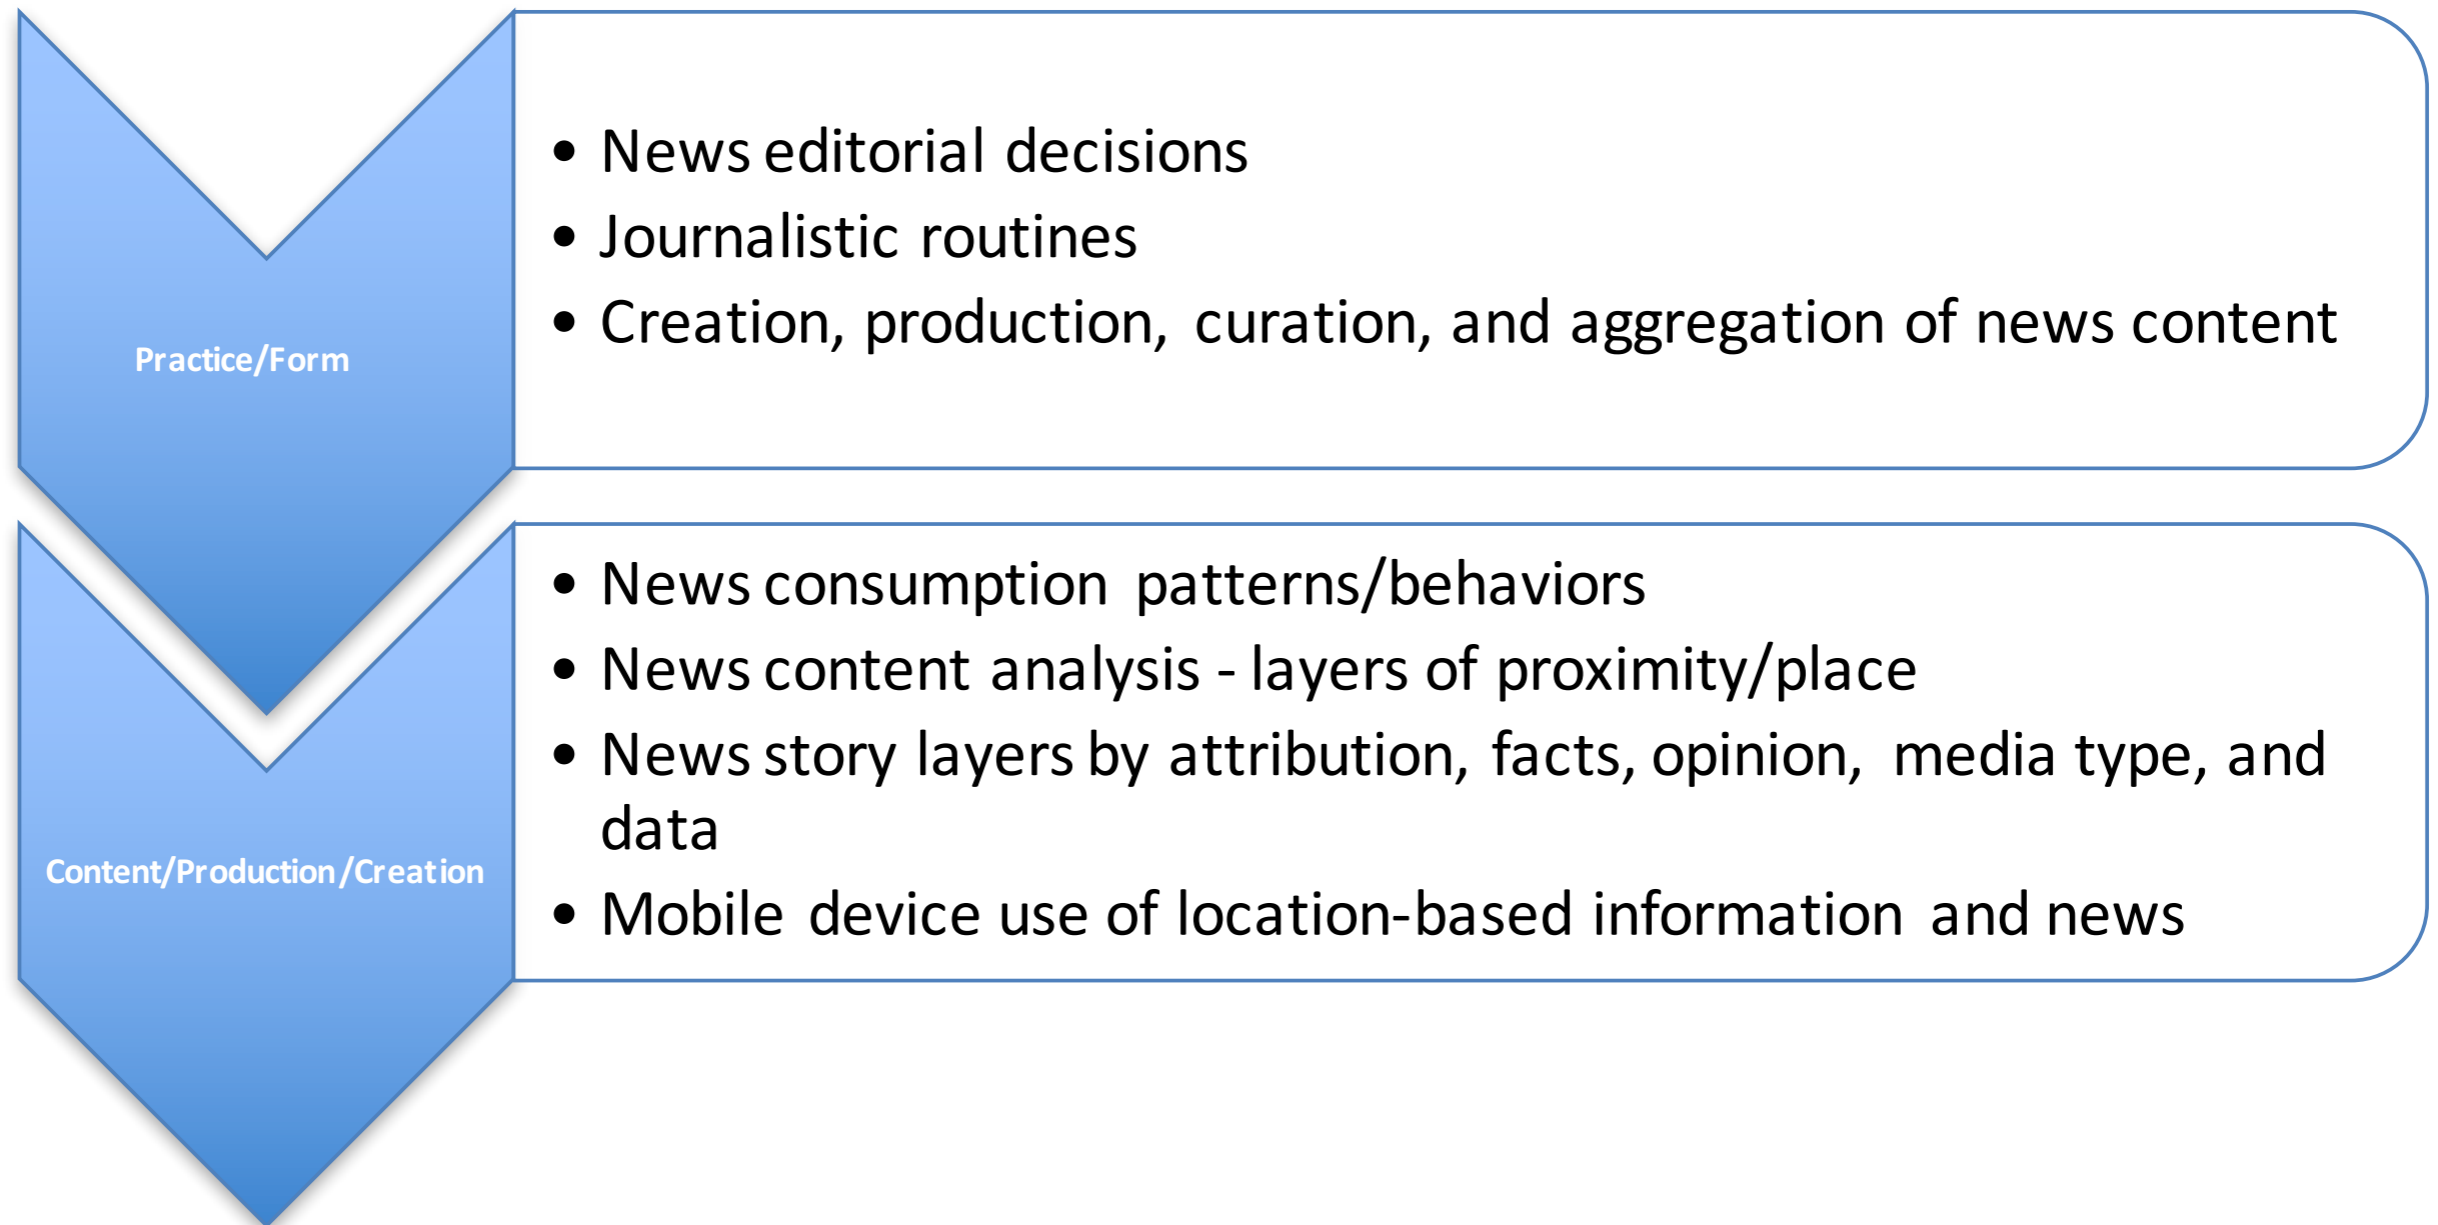 Practice/Form
• News editorial decisions
• Journalistic routines
• Creation, production, curation, and aggregation of news content
Content/Production/Creation
• News consumption patterns/behaviors
• News content analysis - layers of proximity/place
• News story layers by attribution, facts, opinion, media type, and
data
• Mobile device use of location-based information and news